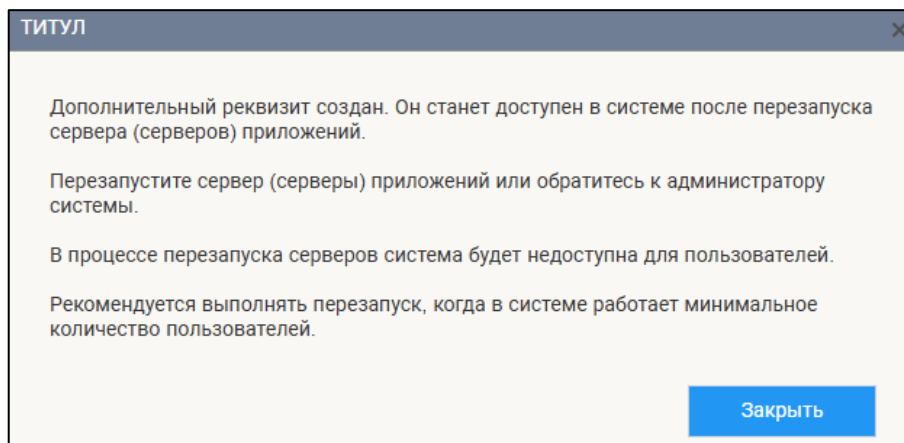 ТИТУЛ
Дополнительный реквизит создан. Он станет доступен в системе после перезапуска
сервера (серверов) приложений.
Перезапустите сервер (серверы) приложений или обратитесь к администратору
системы.
В процессе перезапуска серверов система будет недоступна для пользователей.
Рекомендуется выполнять перезапуск, когда в системе работает минимальное
количество пользователей.
Закрыть